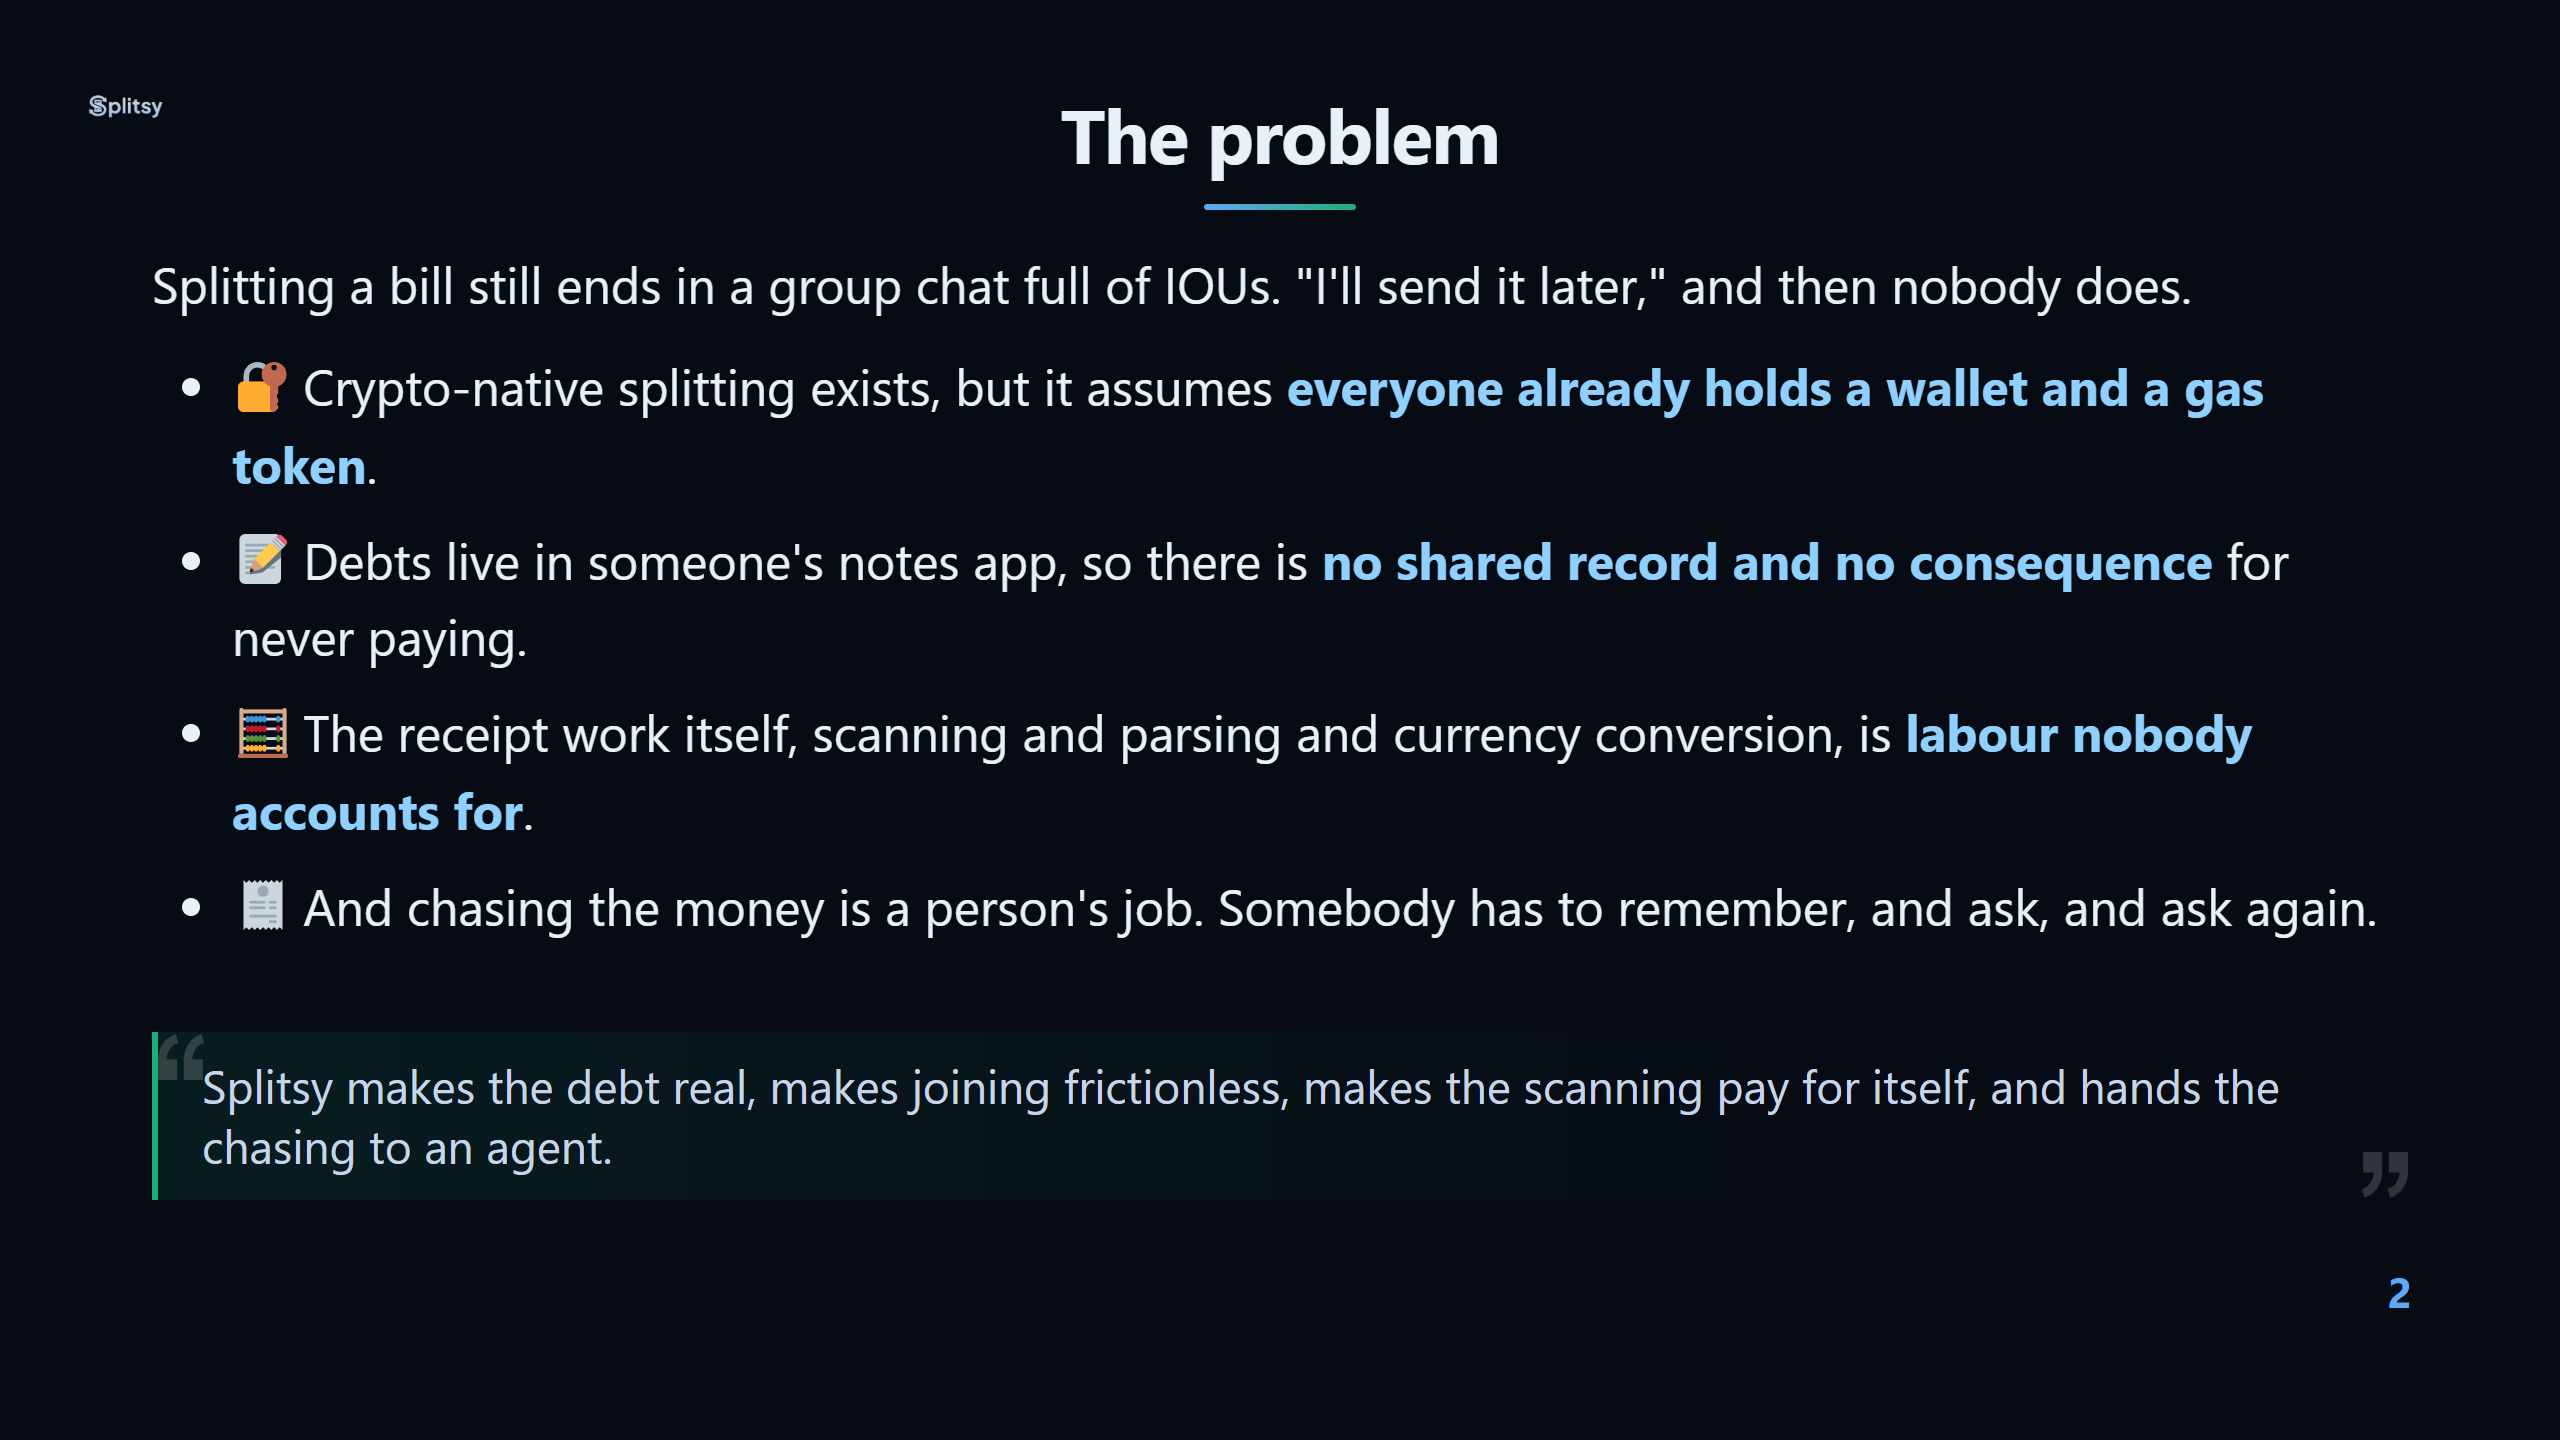 Splitsy
The problem
Splitting a bill still ends in a group chat full of IOUs. "I'll send it later," and then nobody does.
• 🔐 Crypto-native splitting exists, but it assumes everyone already holds a wallet and a gas
token.
• 📝 Debts live in someone's notes app, so there is no shared record and no consequence for
never paying.
• 🧮 The receipt work itself, scanning and parsing and currency conversion, is labour nobody
accounts for.
• 🧾 And chasing the money is a person's job. Somebody has to remember, and ask, and ask again.
“Splitsy makes the debt real, makes joining frictionless, makes the scanning pay for itself, and hands the
chasing to an agent.”
2